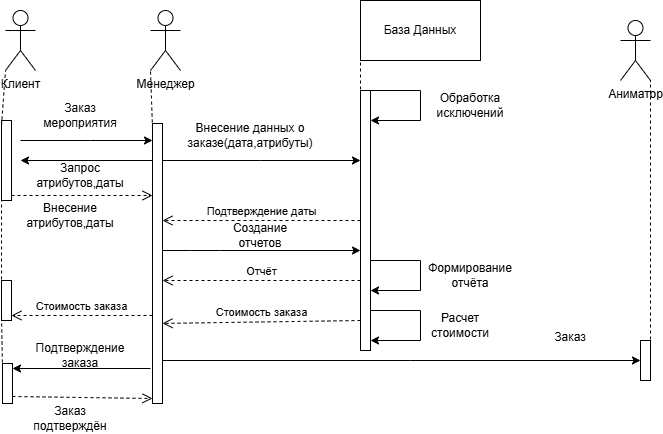 База Данных
Клиент
Менеджер
Аниматор
Заказ
мероприятия
Обработка
исключений
Внесение данных о
заказе(дата,атрибуты)
Запрос
атрибутов,даты
Внесение
атрибутов,даты
Подтверждение даты
Создание
отчетов
Отчёт
Формирование
отчёта
Стоимость заказа
Стоимость заказа
Расчет
стоимости
Заказ
Подтверждение
заказа
Заказ
подтверждён